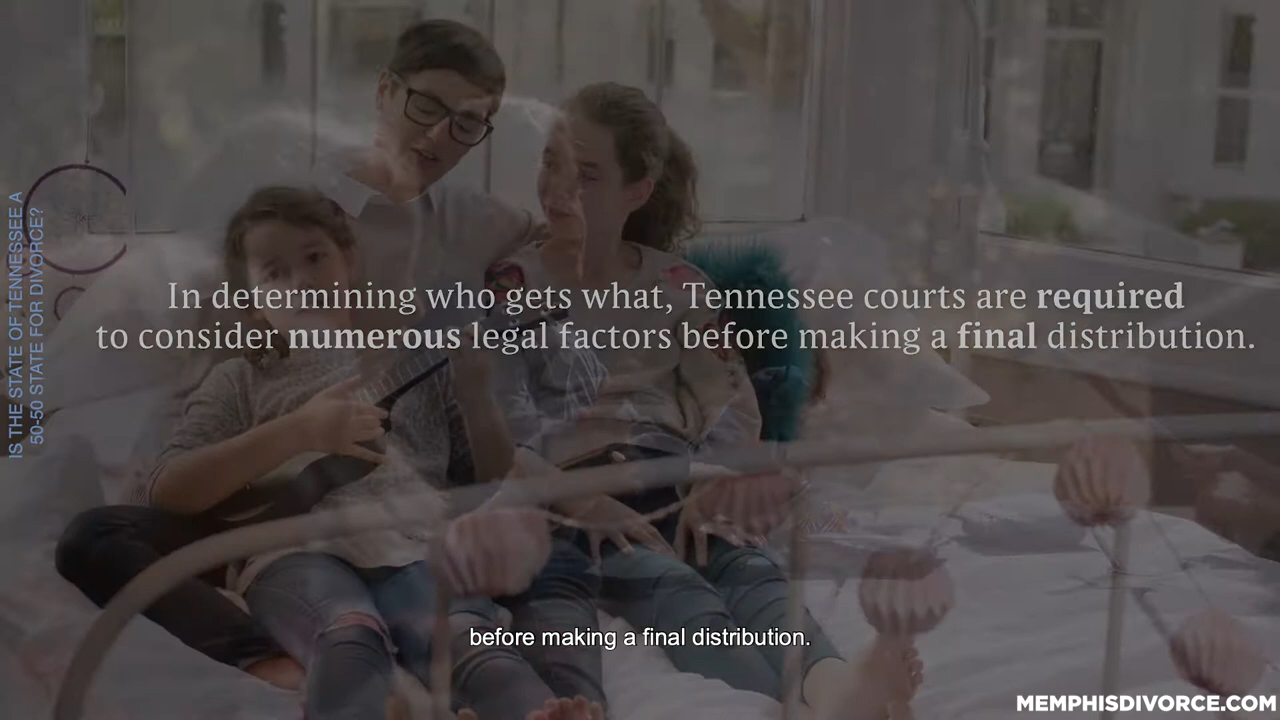 IS THE STATE OF TENNESSEE A
50-50 STATE FOR DIVORCE?
In determining who gets what, Tennessee courts are required
to consider numerous legal factors before making a final distribution.
before making a final distribution.
MEMPHISDIVORCE.COM